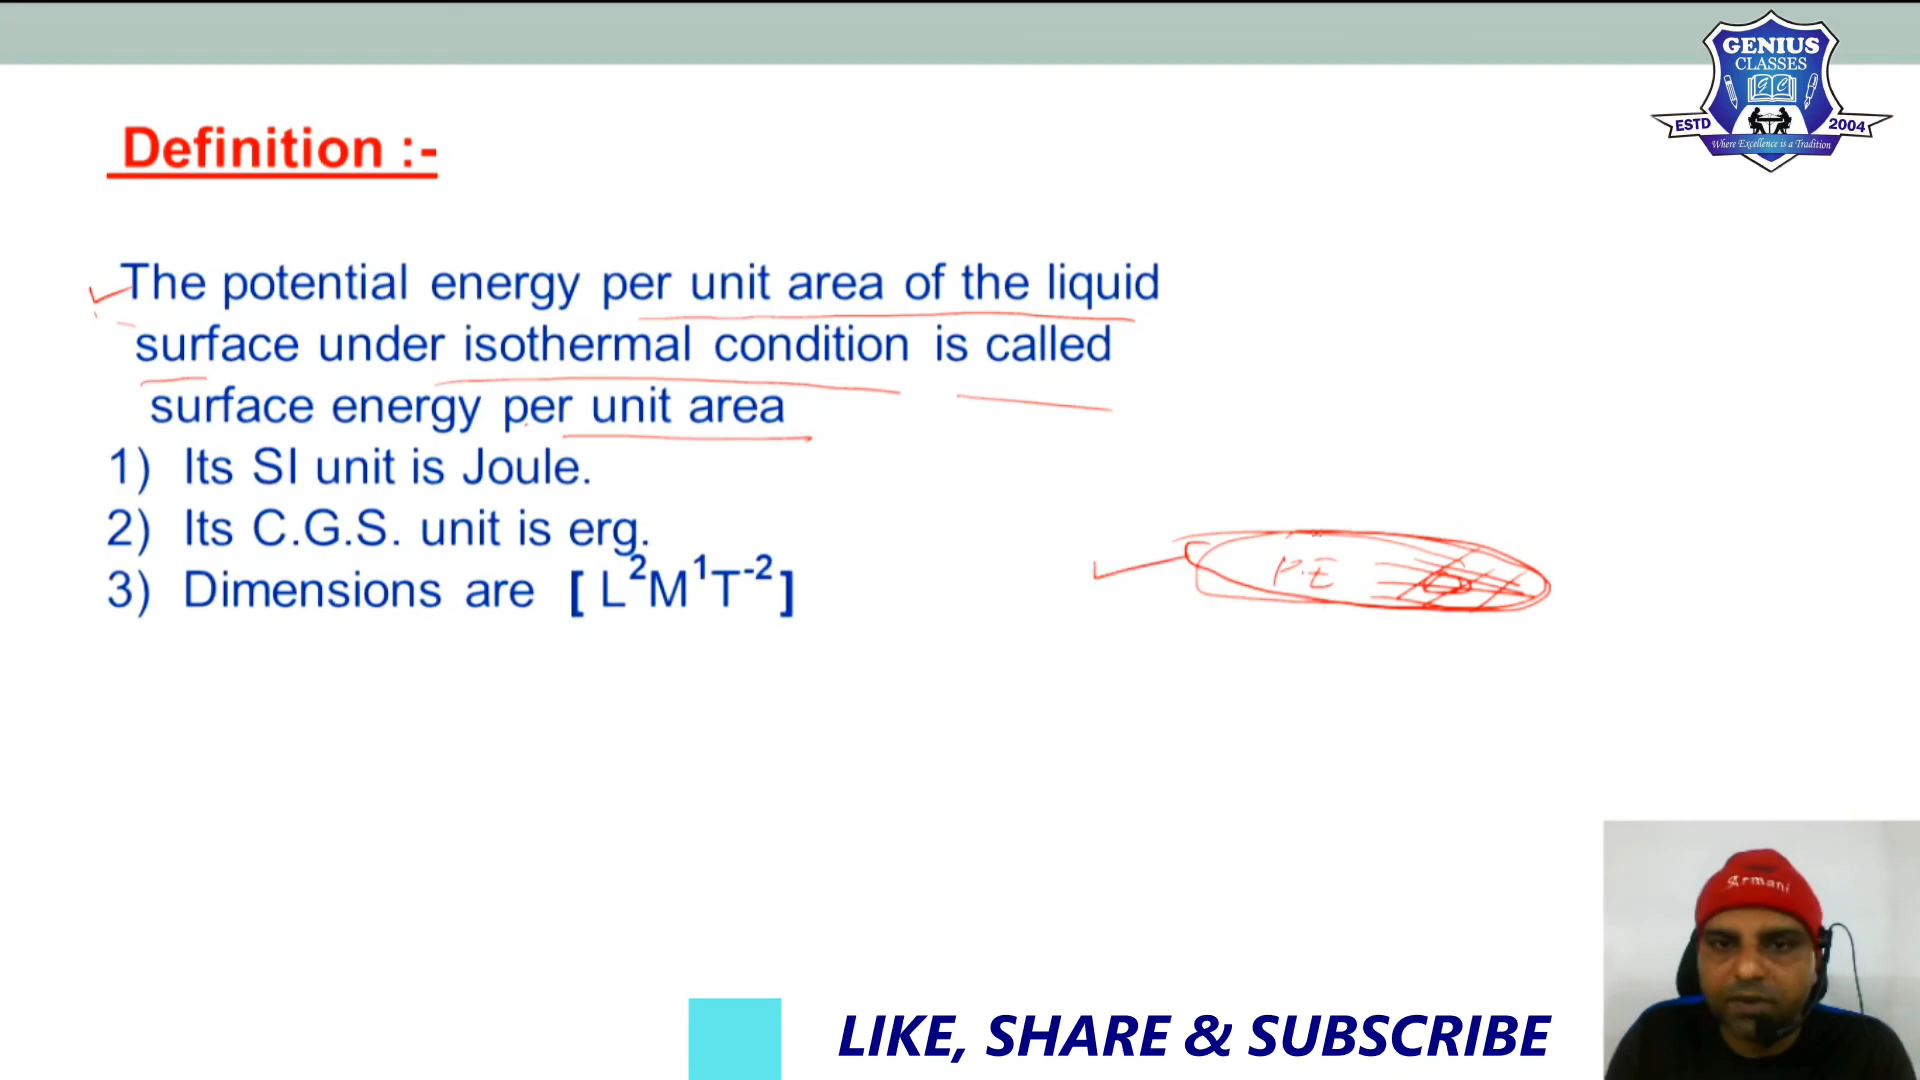 GENIUS
CLASSES
ESTD
2004
Where Excellence is a Tradition
Definition :-
The potential energy per unit area of the liquid
surface under isothermal condition is called
surface energy per unit area
1) Its SI unit is Joule.
2) Its C.G.S. unit is erg.
3) Dimensions are [ L²M¹T⁻² ]
P.E
Armani
LIKE, SHARE & SUBSCRIBE